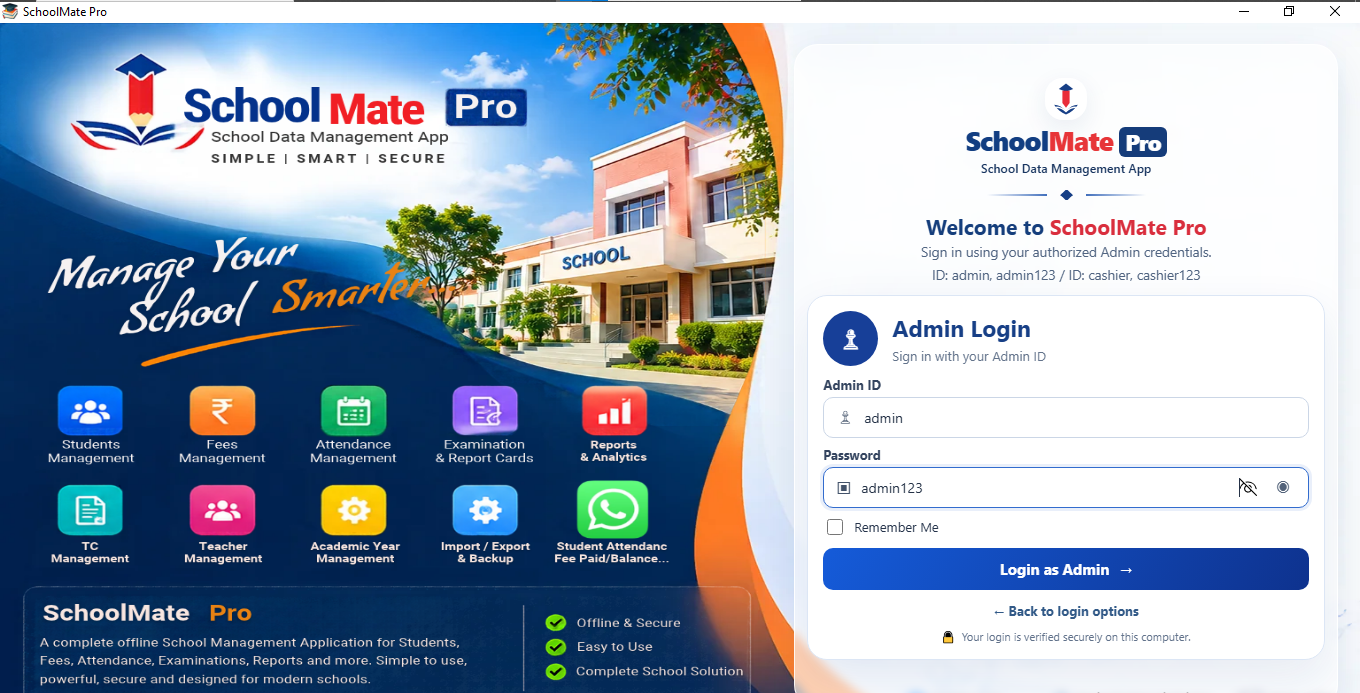 SchoolMate Pro
School Mate Pro
School Data Management App
SIMPLE | SMART | SECURE
Manage Your
School Smarter
SCHOOL
Students
Management
Fees
Management
Attendance
Management
Examination
& Report Cards
Reports
& Analytics
TC
Management
Teacher
Management
Academic Year
Management
Import / Export
& Backup
Student Attendanc
Fee Paid/Balance...
SchoolMate Pro
A complete offline School Management Application for Students,
Fees, Attendance, Examinations, Reports and more. Simple to use,
powerful, secure and designed for modern schools.
Offline & Secure
Easy to Use
Complete School Solution
SchoolMate Pro
School Data Management App
Welcome to SchoolMate Pro
Sign in using your authorized Admin credentials.
ID: admin, admin123 / ID: cashier, cashier123
Admin Login
Sign in with your Admin ID
Admin ID
admin
Password
admin123
Remember Me
Login as Admin →
← Back to login options
Your login is verified securely on this computer.